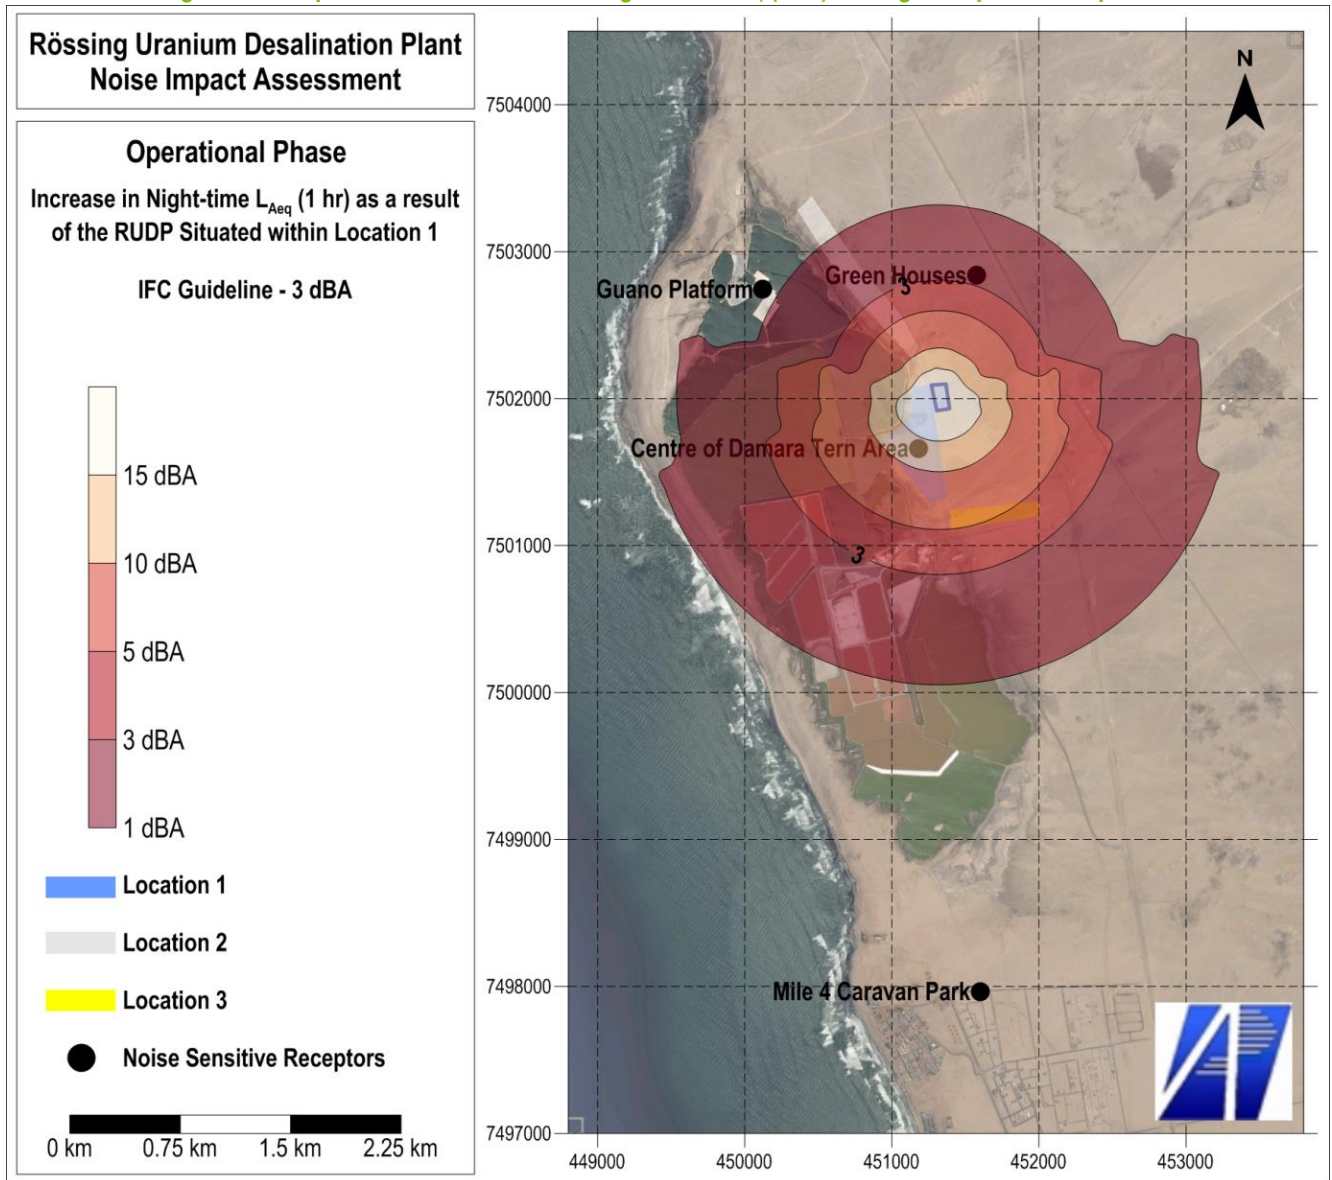 Rössing Uranium Desalination Plant
Noise Impact Assessment
Operational Phase
Increase in Night-time LAeq (1 hr) as a result
of the RUDP Situated within Location 1
IFC Guideline - 3 dBA
15 dBA
10 dBA
5 dBA
3 dBA
1 dBA
Location 1
Location 2
Location 3
Noise Sensitive Receptors
0 km 0.75 km 1.5 km 2.25 km
N
7504000
7503000
Green Houses
3
Guano Platform
7502000
Centre of Damara Tern Area
7501000
3
7500000
7499000
7498000
Mile 4 Caravan Park
7497000
449000 450000 451000 452000 453000